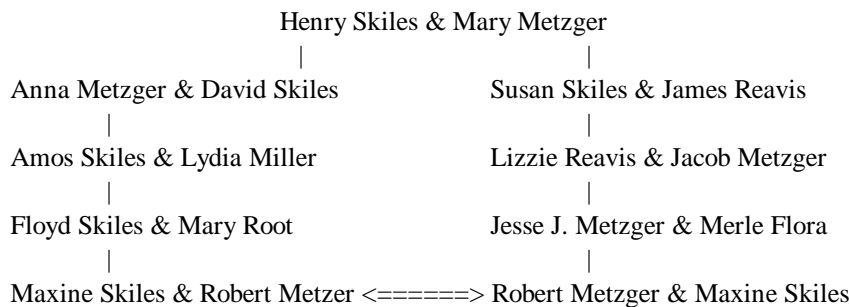 Henry Skiles & Mary Metzger
| |
Anna Metzger & David Skiles Susan Skiles & James Reavis
| |
Amos Skiles & Lydia Miller Lizzie Reavis & Jacob Metzger
| |
Floyd Skiles & Mary Root Jesse J. Metzger & Merle Flora
| |
Maxine Skiles & Robert Metzer <======> Robert Metzger & Maxine Skiles